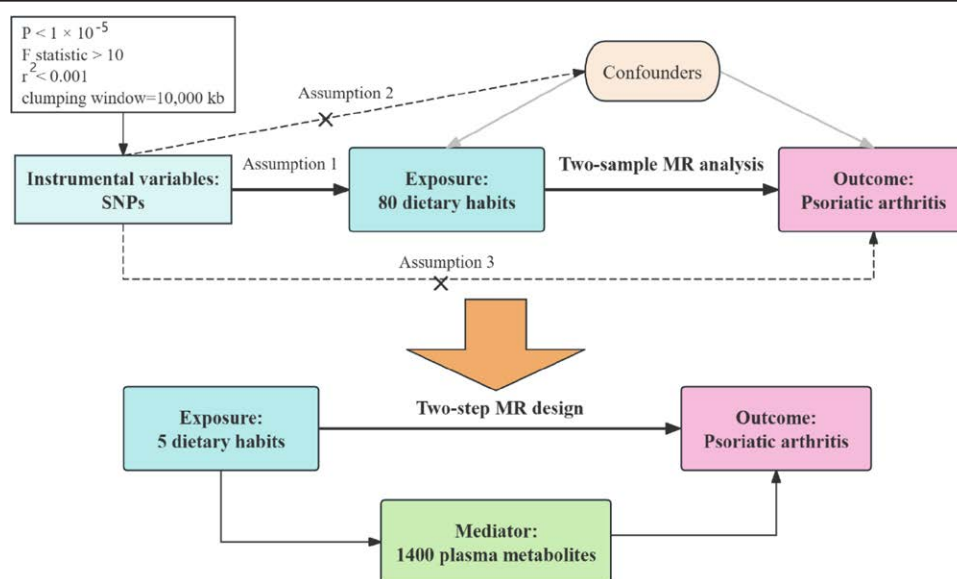 P < 1 × 10⁻⁵
F statistic > 10
r²< 0.001
clumping window=10,000 kb
Confounders
Assumption 2
Instrumental variables:
SNPs
Assumption 1
Exposure:
80 dietary habits
Two-sample MR analysis
Outcome:
Psoriatic arthritis
Assumption 3
Two-step MR design
Exposure:
5 dietary habits
Outcome:
Psoriatic arthritis
Mediator:
1400 plasma metabolites